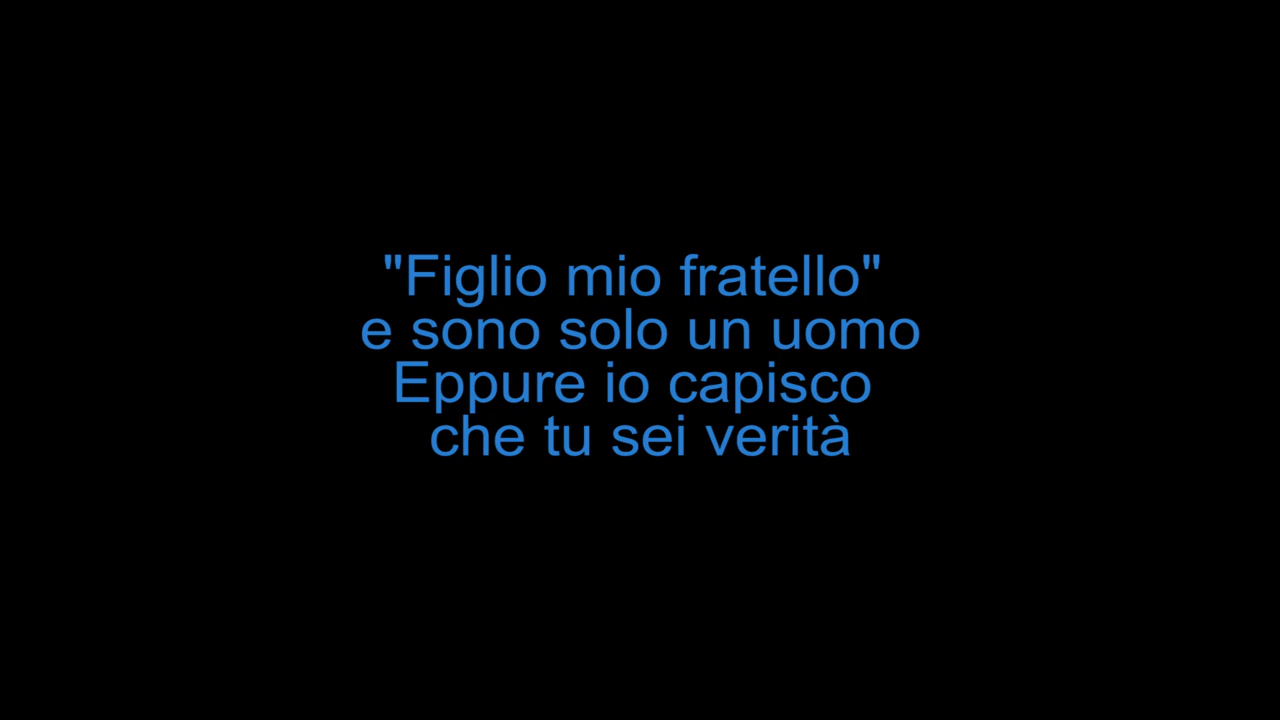 "Figlio mio fratello"
e sono solo un uomo
Eppure io capisco
che tu sei verità